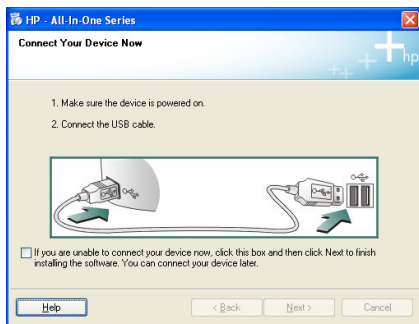 HP - All-In-One Series
Connect Your Device Now
hp
1. Make sure the device is powered on.
2. Connect the USB cable.
If you are unable to connect your device now, click this box and then click Next to finish
installing the software. You can connect your device later.
Help
< Back
Next >
Cancel